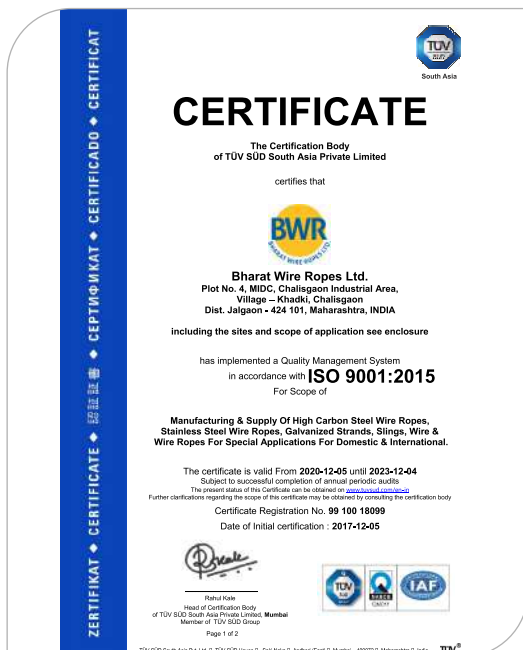 TÜV
South Asia
CERTIFICATE
The Certification Body
of TÜV SÜD South Asia Private Limited
certifies that
BWR
BHARAT WIRE ROPES LTD.
Bharat Wire Ropes Ltd.
Plot No. 4, MIDC, Chalisgaon Industrial Area,
Village – Khadki, Chalisgaon
Dist. Jalgaon - 424 101, Maharashtra, INDIA
including the sites and scope of application see enclosure
has implemented a Quality Management System
in accordance with ISO 9001:2015
For Scope of
Manufacturing & Supply Of High Carbon Steel Wire Ropes,
Stainless Steel Wire Ropes, Galvanized Strands, Slings, Wire &
Wire Ropes For Special Applications For Domestic & International.
The certificate is valid From 2020-12-05 until 2023-12-04
Subject to successful completion of annual periodic audits
The present status of this Certificate can be obtained on www.tuvsud.com/en-in
Further clarifications regarding the scope of this certificate may be obtained by consulting the certification body
Certificate Registration No. 99 100 18099
Date of Initial certification : 2017-12-05
Rahul Kale
Head of Certification Body
of TÜV SÜD South Asia Private Limited, Mumbai
Member of TÜV SÜD Group
Page 1 of 2
TÜV
IAF
TÜV®
ZERTIFIKAT ◆ CERTIFICATE ◆ 認証証書 ◆ СЕРТИФИКАТ ◆ CERTIFICADO ◆ CERTIFICAT